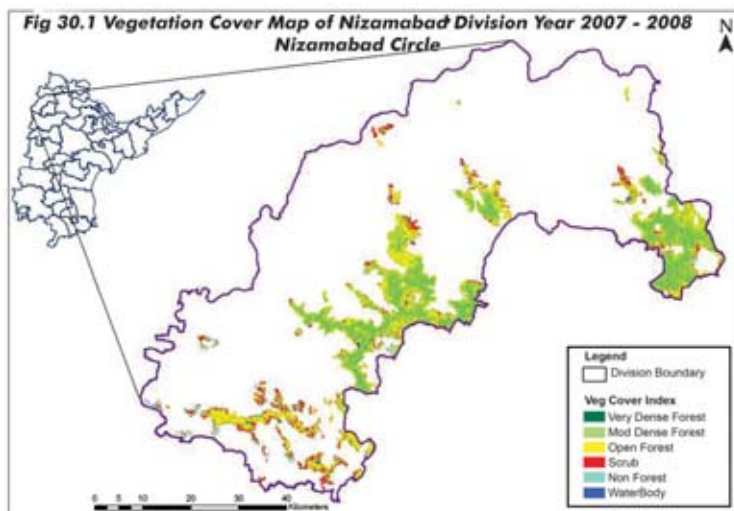 Fig 30.1 Vegetation Cover Map of Nizamabad Division Year 2007 - 2008
Nizamabad Circle
N
Legend
Division Boundary
Veg Cover Index
Very Dense Forest
Mod Dense Forest
Open Forest
Scrub
Non Forest
WaterBody
0 5 10 20 30 40
Kilometers